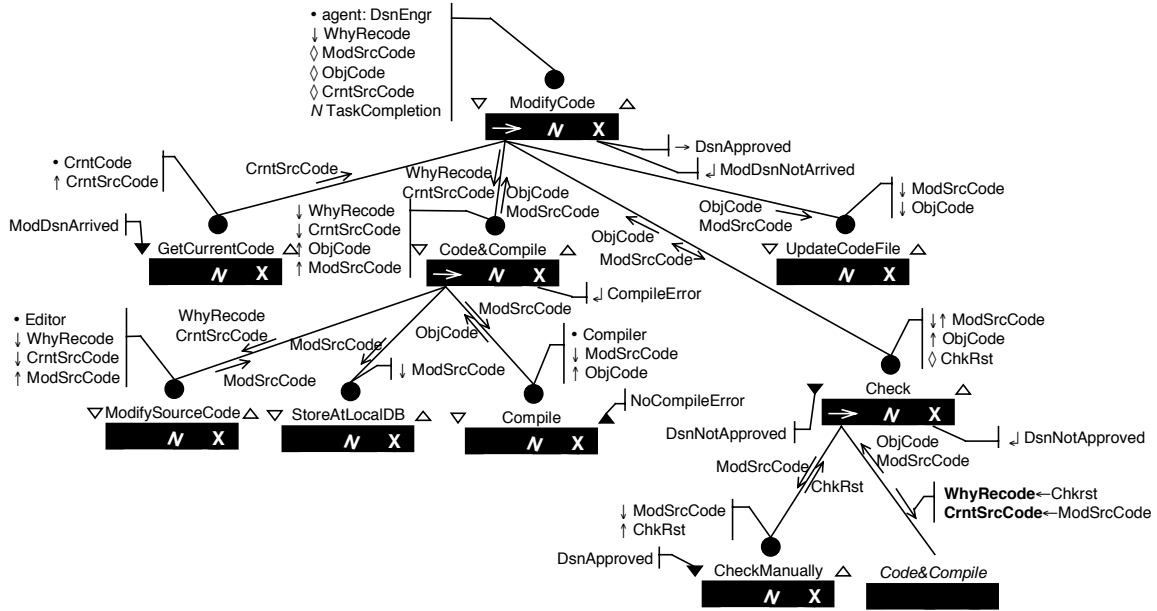 • agent: DsnEngr
↓ WhyRecode
◊ ModSrcCode
◊ ObjCode
◊ CrntSrcCode
N TaskCompletion
▽ ModifyCode △
→ N X
→ DsnApproved
↲ ModDsnNotArrived
• CrntCode
↑ CrntSrcCode
CrntSrcCode
WhyRecode
CrntSrcCode
ObjCode
ModSrcCode
ObjCode
ModSrcCode
ObjCode
ModSrcCode
↓ ModSrcCode
↓ ObjCode
ModDsnArrived
▼ GetCurrentCode △
N X
↓ WhyRecode
↓ CrntSrcCode
↑ ObjCode
↑ ModSrcCode
▽ Code&Compile △
→ N X
↲ CompileError
▽ UpdateCodeFile △
N X
• Editor
↓ WhyRecode
↓ CrntSrcCode
↑ ModSrcCode
WhyRecode
CrntSrcCode
ModSrcCode
ModSrcCode
↓ ModSrcCode
ModSrcCode
ObjCode
• Compiler
↓ ModSrcCode
↑ ObjCode
▽ ModifySourceCode △
N X
▽ StoreAtLocalDB △
N X
▽ Compile ▲
N X
NoCompileError
↓↑ ModSrcCode
↑ ObjCode
◊ ChkRst
▼ Check △
→ N X
DsnNotApproved
↲ DsnNotApproved
ModSrcCode
ChkRst
ObjCode
ModSrcCode
WhyRecode←Chkrst
CrntSrcCode←ModSrcCode
↓ ModSrcCode
↑ ChkRst
DsnApproved
▼ CheckManually △
N X
Code&Compile